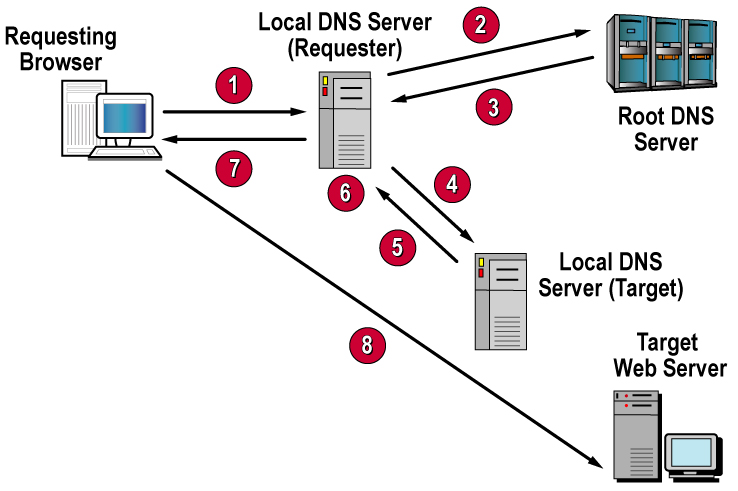 Requesting
Browser
Local DNS Server
(Requester)
1
2
3
Root DNS
Server
7
6
4
5
Local DNS
Server (Target)
8
Target
Web Server